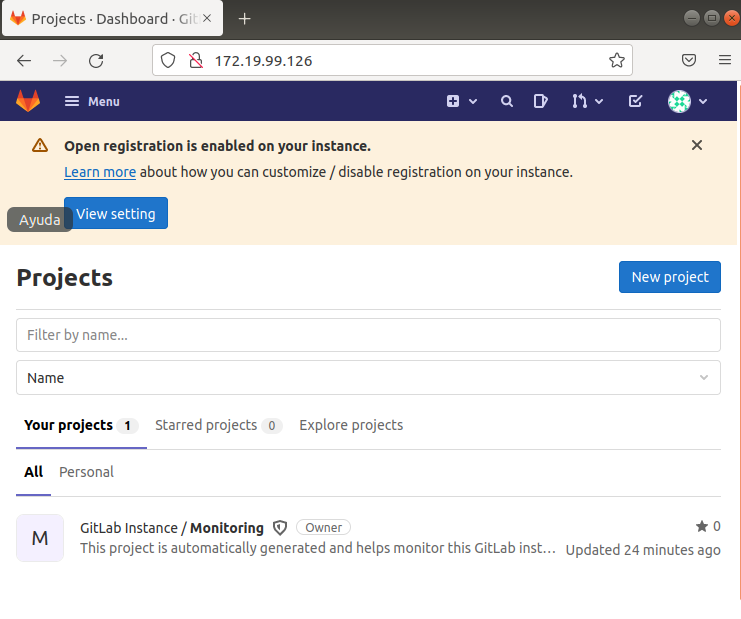 Projects · Dashboard · Git
172.19.99.126
Menu
Open registration is enabled on your instance.
Learn more about how you can customize / disable registration on your instance.
View setting
Ayuda
Projects
New project
Filter by name...
Name
Your projects 1 Starred projects 0 Explore projects
All Personal
M
GitLab Instance / Monitoring Owner
0
This project is automatically generated and helps monitor this GitLab inst...
Updated 24 minutes ago